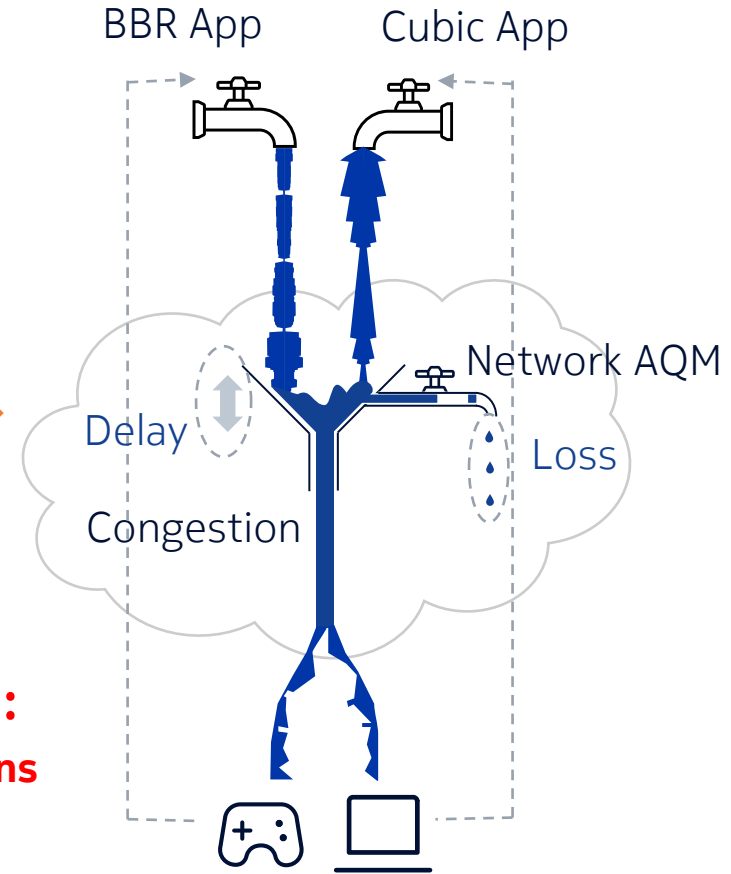 BBR App
Cubic App
Network AQM
Delay
Loss
Congestion
:
ns